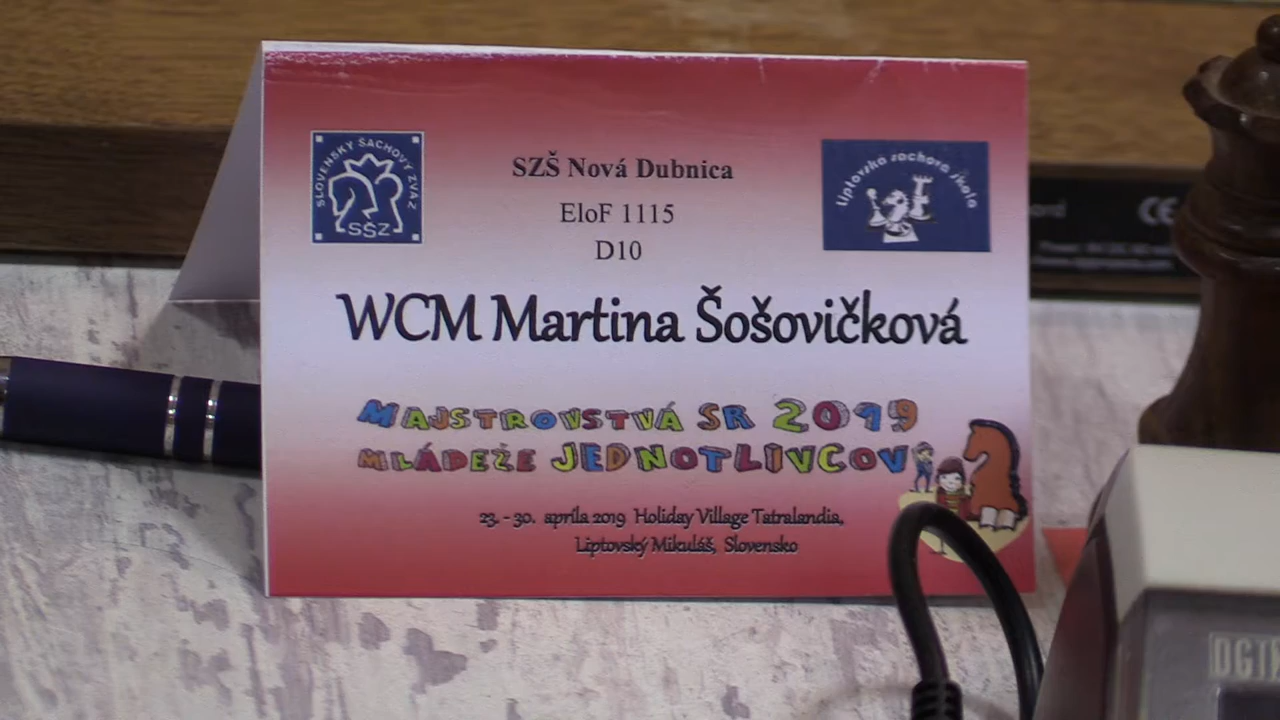 SLOVENSKÝ ŠACHOVÝ ZVÄZ
SŠZ
Liptovská šachová škola
SZŠ Nová Dubnica
EloF 1115
D10
WCM Martina Šošovičková
MAJSTROVSTVÁ SR 2019
MLÁDEŽE JEDNOTLIVCOV
23. - 30. apríla 2019 Holiday Village Tatralandia,
Liptovský Mikuláš, Slovensko
CE